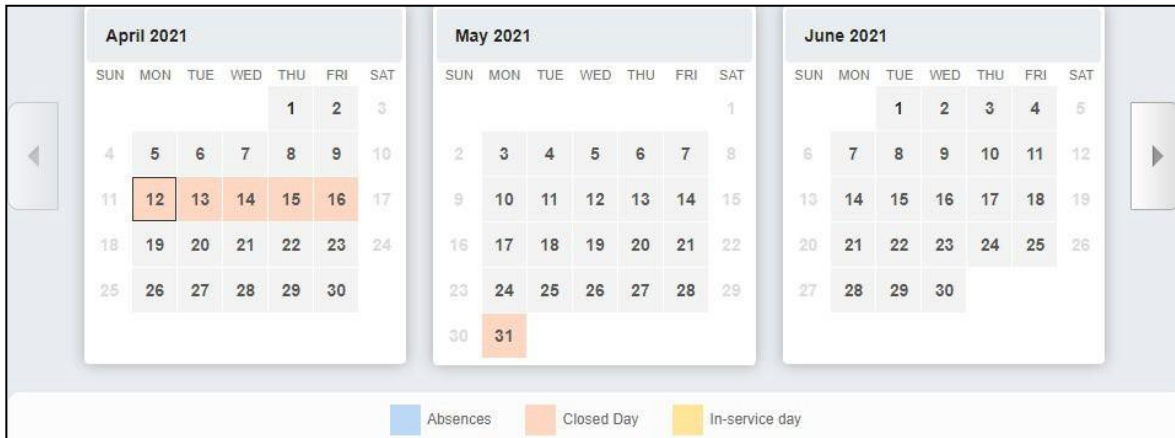 April 2021
SUN MON TUE WED THU FRI SAT
1 2 3
4 5 6 7 8 9 10
11 12 13 14 15 16 17
18 19 20 21 22 23 24
25 26 27 28 29 30
May 2021
SUN MON TUE WED THU FRI SAT
1
2 3 4 5 6 7 8
9 10 11 12 13 14 15
16 17 18 19 20 21 22
23 24 25 26 27 28 29
30 31
June 2021
SUN MON TUE WED THU FRI SAT
1 2 3 4 5
6 7 8 9 10 11 12
13 14 15 16 17 18 19
20 21 22 23 24 25 26
27 28 29 30
Absences Closed Day In-service day